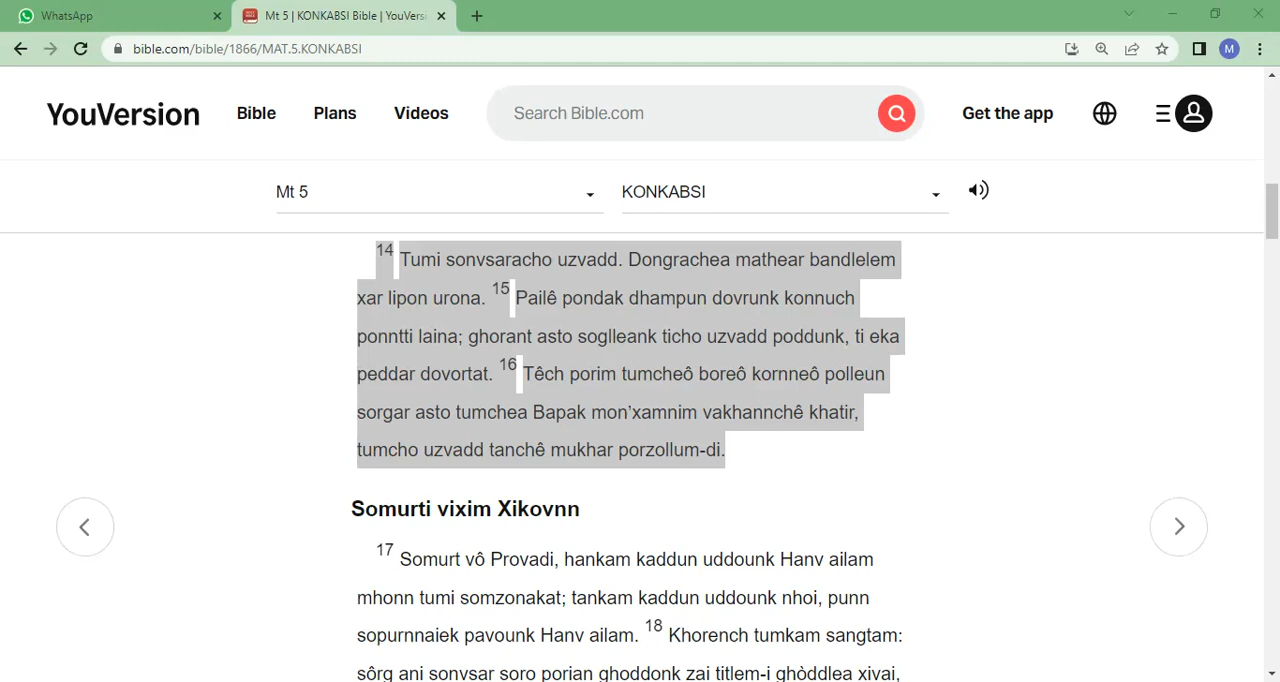 WhatsApp
Mt 5 | KONKABSI Bible | YouVersi
bible.com/bible/1866/MAT.5.KONKABSI
M
YouVersion Bible Plans Videos Search Bible.com Get the app
Mt 5 KONKABSI
14 Tumi sonvsaracho uzvadd. Dongrachea mathear bandlelem
xar lipon urona. 15 Pailê pondak dhampun dovrunk konnuch
ponntti laina; ghorant asto soglleank ticho uzvadd poddunk, ti eka
peddar dovortat. 16 Têch porim tumcheô boreô kornneô polleun
sorgar asto tumchea Bapak mon’xamnim vakhannchê khatir,
tumcho uzvadd tanchê mukhar porzollum-di.
Somurti vixim Xikovnn
17 Somurt vô Provadi, hankam kaddun uddounk Hanv ailam
mhonn tumi somzonakat; tankam kaddun uddounk nhoi, punn
sopurnnaiek pavounk Hanv ailam. 18 Khorench tumkam sangtam:
sôrg ani sonvsar soro porian ghoddonk zai titlem-i ghòddlea xivai,